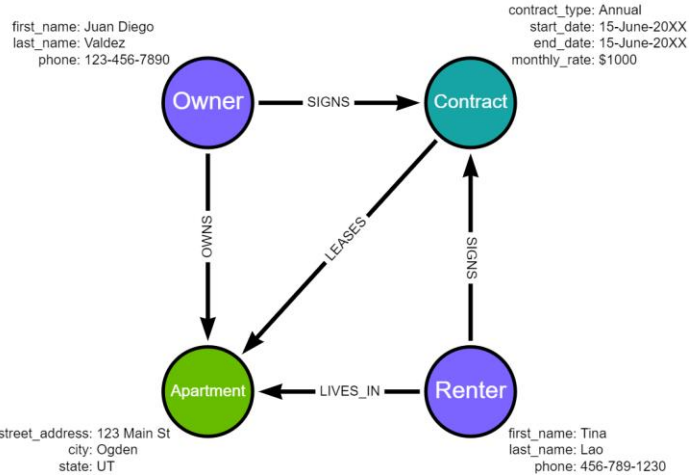 first_name: Juan Diego
last_name: Valdez
phone: 123-456-7890
contract_type: Annual
start_date: 15-June-20XX
end_date: 15-June-20XX
monthly_rate: $1000
Owner
SIGNS
Contract
OWNS
LEASES
SIGNS
Apartment
LIVES_IN
Renter
street_address: 123 Main St
city: Ogden
state: UT
first_name: Tina
last_name: Lao
phone: 456-789-1230